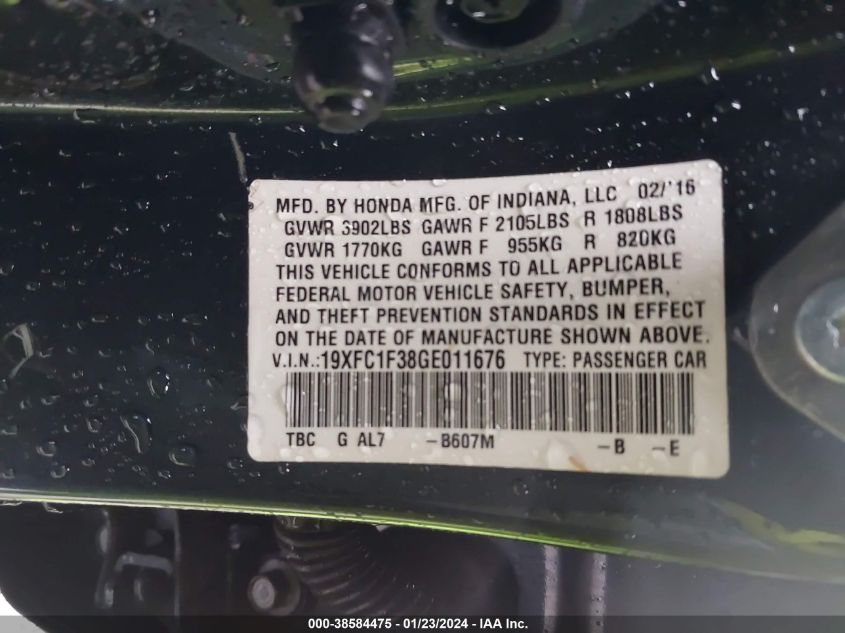 MFD. BY HONDA MFG. OF INDIANA, LLC 02/'16
GVWR 3902LBS GAWR F 2105LBS R 1808LBS
GVWR 1770KG GAWR F 955KG R 820KG
THIS VEHICLE CONFORMS TO ALL APPLICABLE
FEDERAL MOTOR VEHICLE SAFETY, BUMPER,
AND THEFT PREVENTION STANDARDS IN EFFECT
ON THE DATE OF MANUFACTURE SHOWN ABOVE.
V.I.N.:19XFC1F38GE011676 TYPE: PASSENGER CAR
TBC G AL7 -B607M -B -E
000-38584475 - 01/23/2024 - IAA Inc.